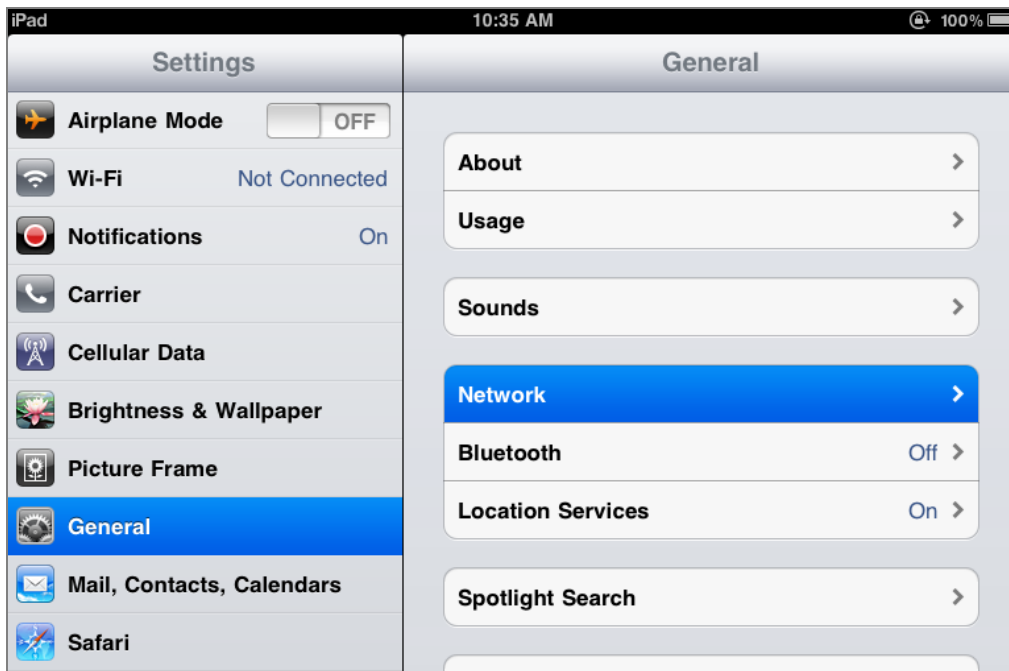 iPad 10:35 AM 100%
Settings
Airplane Mode OFF
Wi-Fi Not Connected
Notifications On
Carrier
Cellular Data
Brightness & Wallpaper
Picture Frame
General
Mail, Contacts, Calendars
Safari
General
About
Usage
Sounds
Network
Bluetooth Off
Location Services On
Spotlight Search